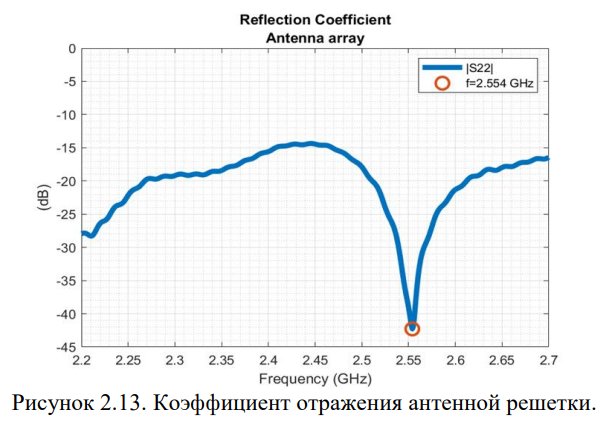 Reflection Coefficient
Antenna array
0
-5
-10
-15
-20
-25
-30
-35
-40
-45
(dB)
|S22|
f=2.554 GHz
2.2 2.25 2.3 2.35 2.4 2.45 2.5 2.55 2.6 2.65 2.7
Frequency (GHz)
Рисунок 2.13. Коэффициент отражения антенной решетки.